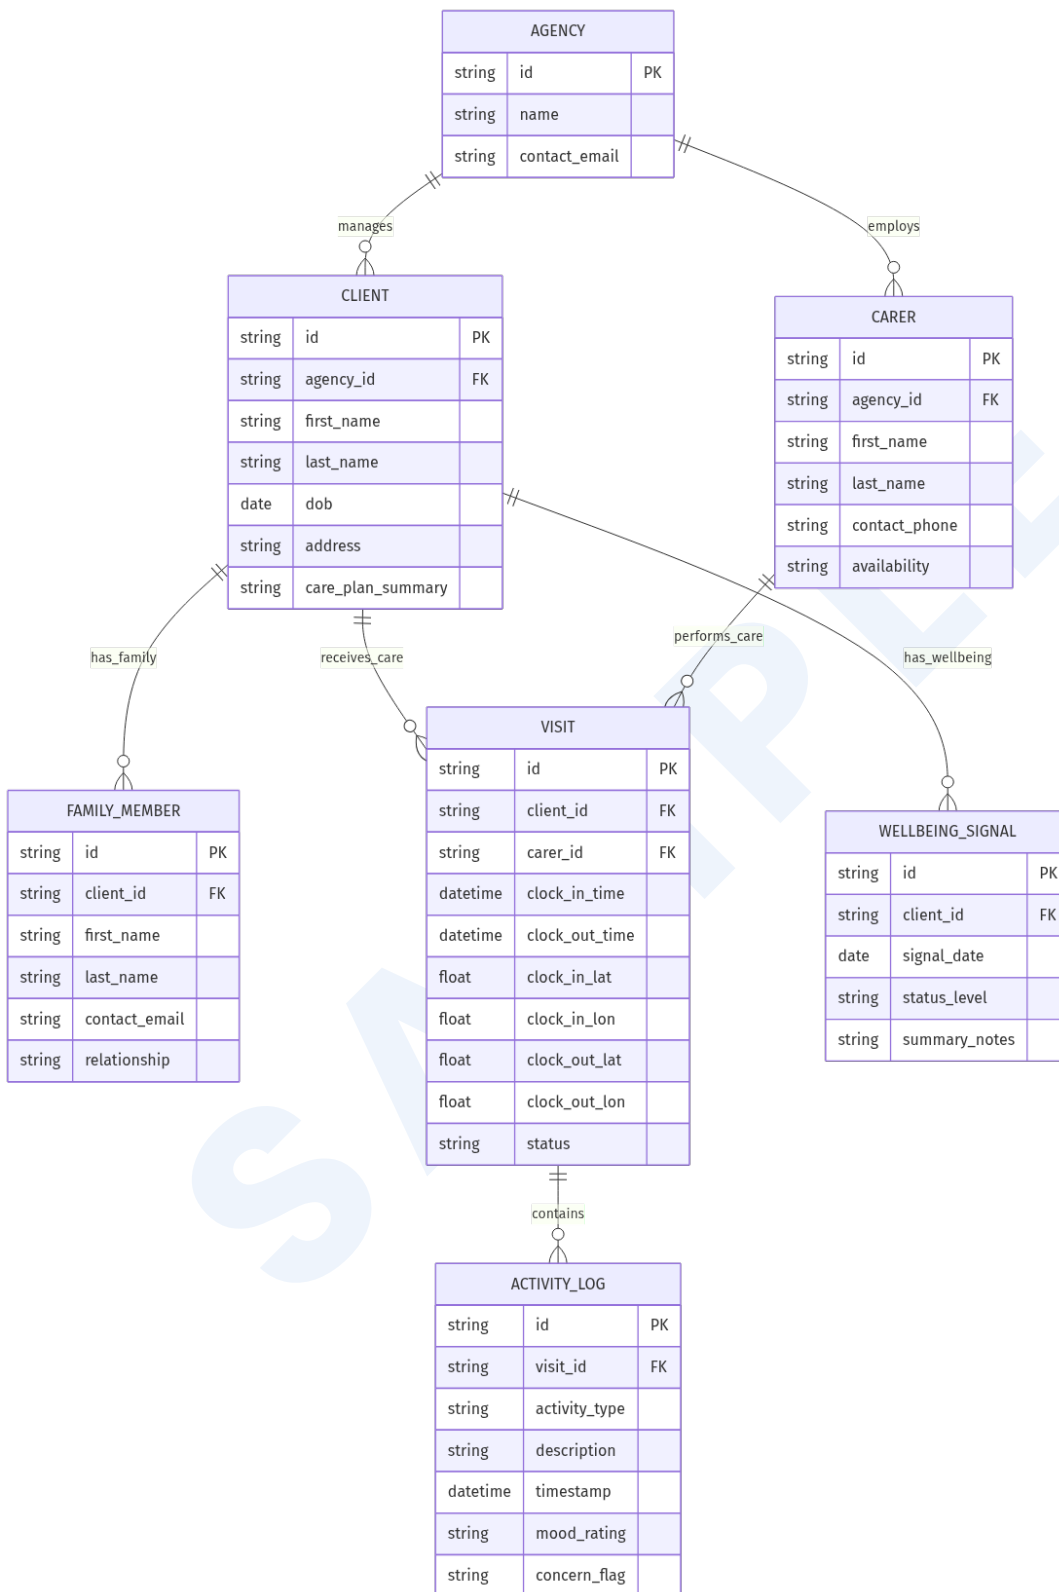 AGENCY
string id PK
string name
string contact_email
manages
employs
CLIENT
string id PK
string agency_id FK
string first_name
string last_name
date dob
string address
string care_plan_summary
CARER
string id PK
string agency_id FK
string first_name
string last_name
string contact_phone
string availability
has_family
receives_care
performs_care
has_wellbeing
VISIT
string id PK
string client_id FK
string carer_id FK
datetime clock_in_time
datetime clock_out_time
float clock_in_lat
float clock_in_lon
float clock_out_lat
float clock_out_lon
string status
FAMILY_MEMBER
string id PK
string client_id FK
string first_name
string last_name
string contact_email
string relationship
WELLBEING_SIGNAL
string id PK
string client_id FK
date signal_date
string status_level
string summary_notes
contains
ACTIVITY_LOG
string id PK
string visit_id FK
string activity_type
string description
datetime timestamp
string mood_rating
string concern_flag
SAMPLE